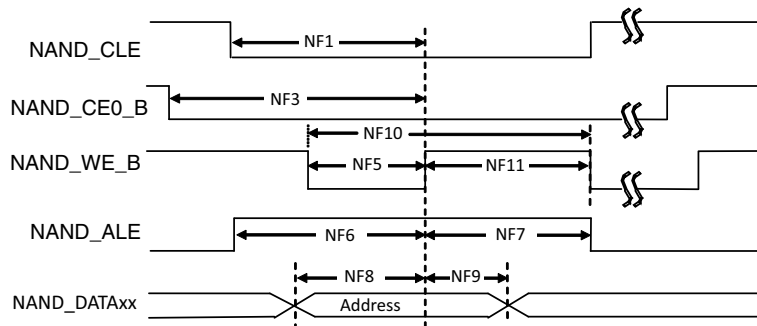 NAND_CLE
NF1
NAND_CE0_B
NF3
NF10
NAND_WE_B
NF5
NF11
NAND_ALE
NF6
NF7
NF8
NF9
NAND_DATAxx
Address